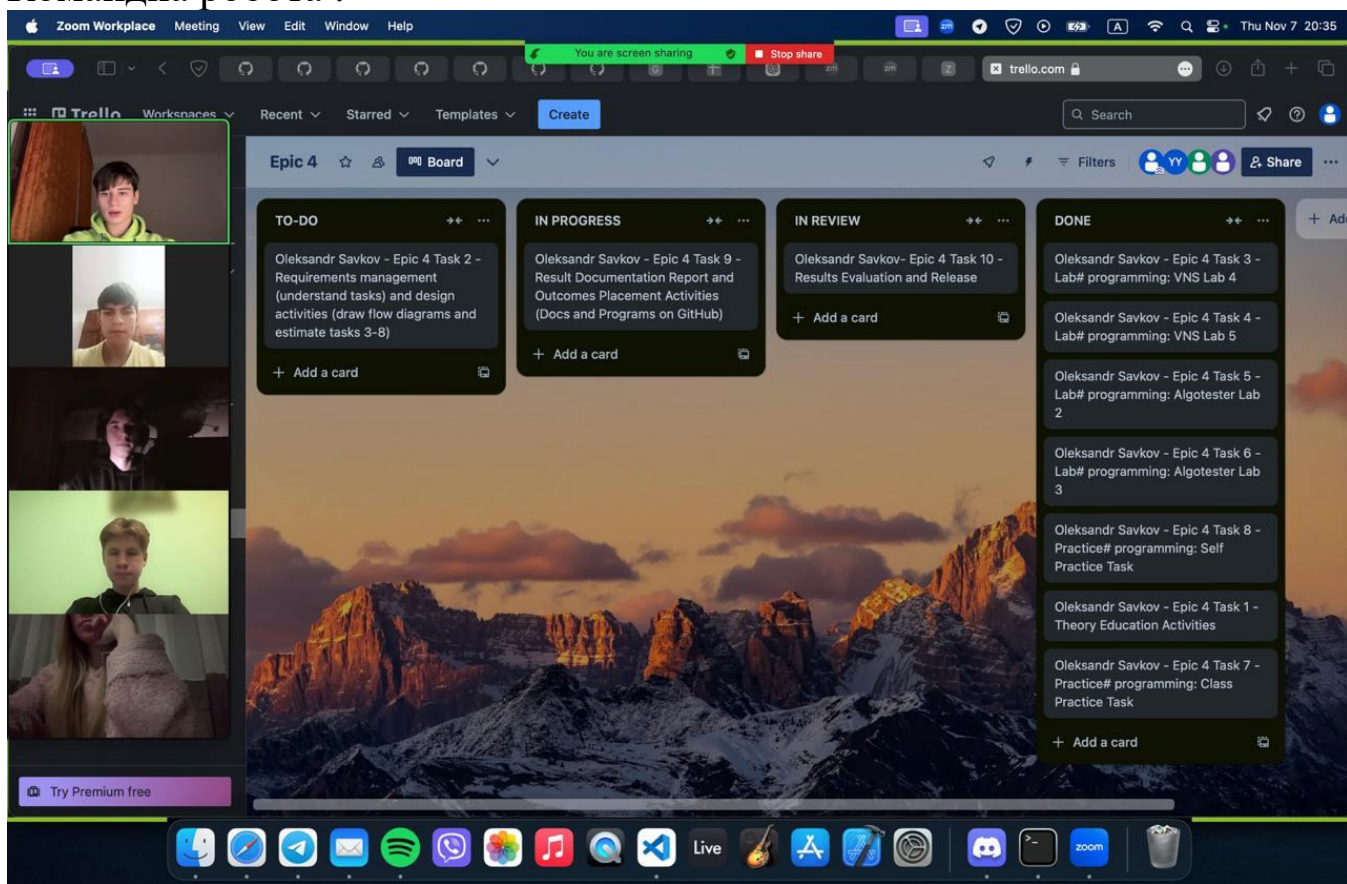 Командна робота :
Zoom Workplace Meeting View Edit Window Help
zm
A
Thu Nov 7 20:35
You are screen sharing
Stop share
G
zm
zm
Z
trello.com
Trello Workspaces Recent Starred Templates Create
Search
Epic 4
Board
Filters
YY
Share
TO-DO
Oleksandr Savkov - Epic 4 Task 2 -
Requirements management
(understand tasks) and design
activities (draw flow diagrams and
estimate tasks 3-8)
+ Add a card
IN PROGRESS
Oleksandr Savkov - Epic 4 Task 9 -
Result Documentation Report and
Outcomes Placement Activities
(Docs and Programs on GitHub)
+ Add a card
IN REVIEW
Oleksandr Savkov- Epic 4 Task 10 -
Results Evaluation and Release
+ Add a card
DONE
Oleksandr Savkov - Epic 4 Task 3 -
Lab# programming: VNS Lab 4
Oleksandr Savkov - Epic 4 Task 4 -
Lab# programming: VNS Lab 5
Oleksandr Savkov - Epic 4 Task 5 -
Lab# programming: Algotester Lab
2
Oleksandr Savkov - Epic 4 Task 6 -
Lab# programming: Algotester Lab
3
Oleksandr Savkov - Epic 4 Task 8 -
Practice# programming: Self
Practice Task
Oleksandr Savkov - Epic 4 Task 1 -
Theory Education Activities
Oleksandr Savkov - Epic 4 Task 7 -
Practice# programming: Class
Practice Task
+ Add a card
+ Ad
Try Premium free
Live
zoom